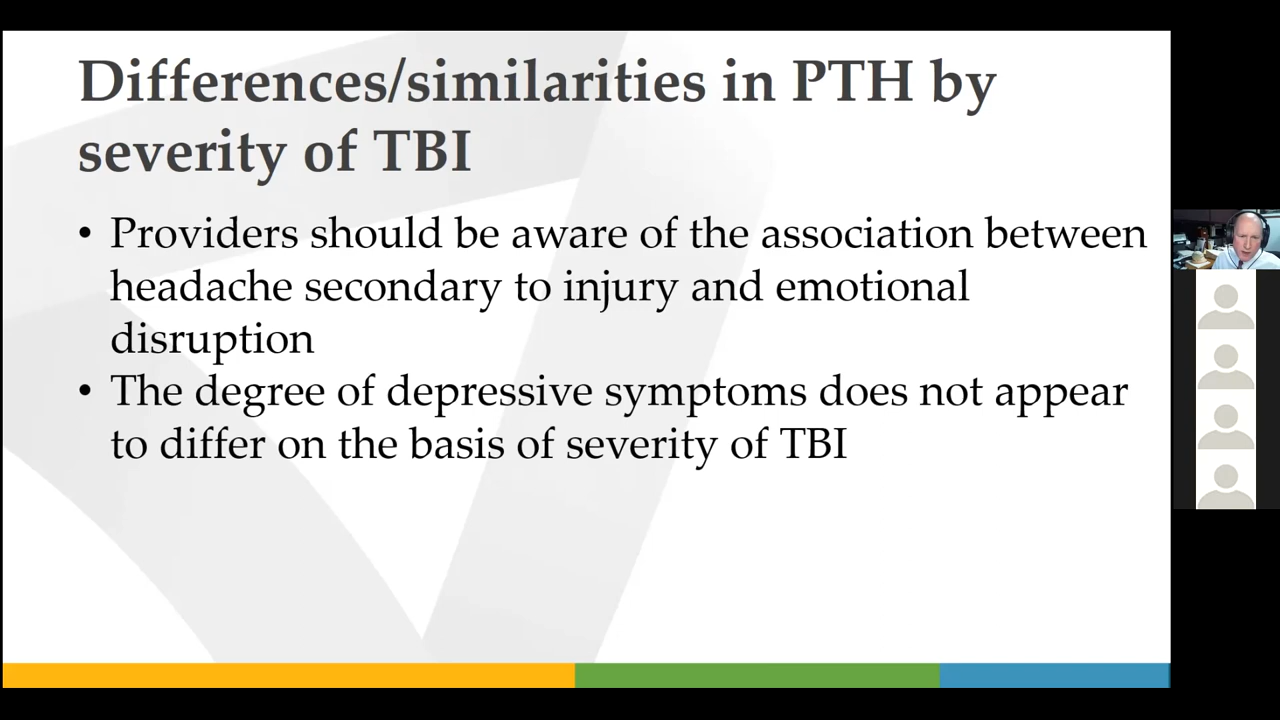 Differences/similarities in PTH by
severity of TBI
• Providers should be aware of the association between
headache secondary to injury and emotional
disruption
• The degree of depressive symptoms does not appear
to differ on the basis of severity of TBI